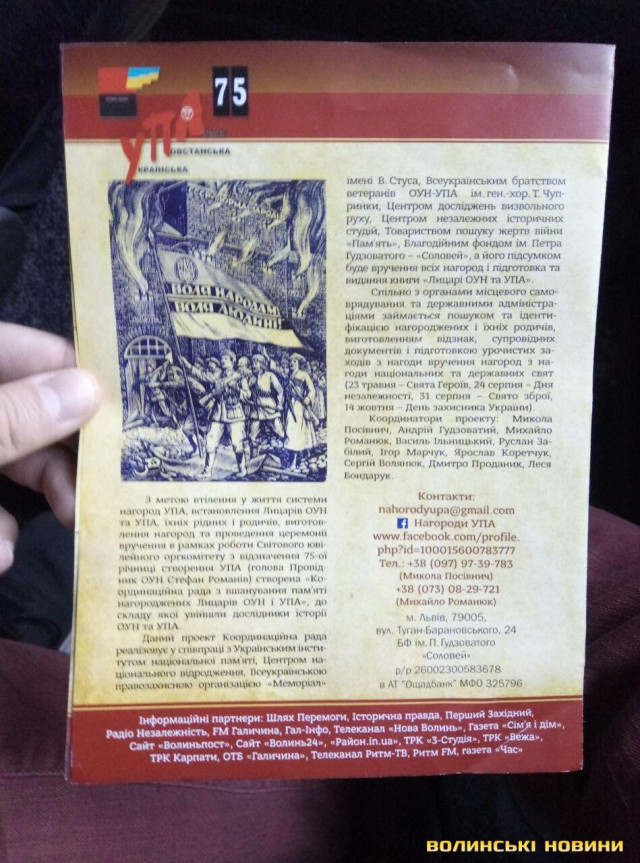 75
УПА
ОВСТАНСЬКА
КРАЇНСЬКА
ВОЛЯ НАРОДАМ
ВОЛЯ ЛЮДИНІ
З метою втілення у життя системи
нагород УПА, встановлення Лицарів ОУН
та УПА, їхніх рідних і родичів, виготов-
лення нагород та проведення церемонії
вручення в рамках роботи Світового юві-
лейного оргкомітету з відзначення 75-ої
річниці створення УПА (голова Провід-
ник ОУН Стефан Романів) створена «Ко-
ординаційна рада з вшанування пам'яті
нагороджених Лицарів ОУН і УПА», до
складу якої увійшли дослідники історії
ОУН та УПА.
Даний проект Координаційна рада
реалізовує у співпраці з Українським інсти-
тутом національної пам'яті, Центром на-
ціонального відродження, Всеукраїнською
правозахисною організацією «Меморіал»
імені В. Стуса, Всеукраїнським братством
ветеранів ОУН-УПА ім. ген.-хор. Т. Чуп-
ринки, Центром досліджень визвольного
руху, Центром незалежних історичних
студій, Товариством пошуку жертв війни
«Пам'ять», Благодійним фондом ім. Петра
Гудзоватого – «Соловей», а його підсумком
буде вручення всіх нагород і підготовка та
видання книги «Лицарі ОУН та УПА».
Спільно з органами місцевого само-
врядування та державними адміністра-
ціями займається пошуком та іденти-
фікацією нагороджених і їхніх родичів,
виготовленням відзнак, супровідних
документів і підготовкою урочистих за-
ходів з нагоди вручення нагород з на-
годи національних та державних свят
(23 травня – Свята Героїв, 24 серпня – Дня
незалежності, 31 серпня – Свято зброї,
14 жовтня – День захисника України).
Координатори проекту: Микола
Посівнич, Андрій Гудзоватий, Михайло
Романюк, Василь Ільницький, Руслан За-
білий, Ігор Марчук, Ярослав Коретчук,
Сергій Волянюк, Дмитро Проданик, Леся
Бондарук.
Контакти:
nahorodyupa@gmail.com
Нагороди УПА
www.facebook.com/profile.
php?id=100015600783777
Тел.: +38 (097) 97-39-783
(Микола Посівнич)
+38 (073) 08-29-721
(Михайло Романюк)
м. Львів, 79005,
вул. Туган-Барановського, 24
БФ ім. П. Гудзоватого
«Соловей»
р/р 26002300583678
в АТ "Ощадбанк" МФО 325796
Інформаційні партнери: Шлях Перемоги, Історична правда, Перший Західний,
Радіо Незалежність, FM Галичина, Гал-Інфо, Телеканал «Нова Волинь», Газета «Сім'я і дім»,
Сайт «Волиньпост», Сайт «Волинь24», «Район.in.ua», ТРК «3-Студія», ТРК «Вежа»,
ТРК Карпати, ОТБ «Галичина», Телеканал Ритм-ТВ, Ритм FM, газета «Час»
ВОЛИНСЬКІ НОВИНИ